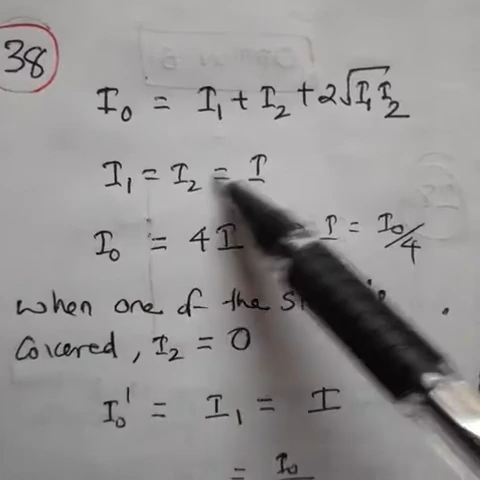 38
I₀ = I₁ + I₂ + 2√I₁I₂
I₁ = I₂ = I
I₀ = 4I I = I₀/4
when one of the
Covered, I₂ = 0
I₀' = I₁ = I
= I₀